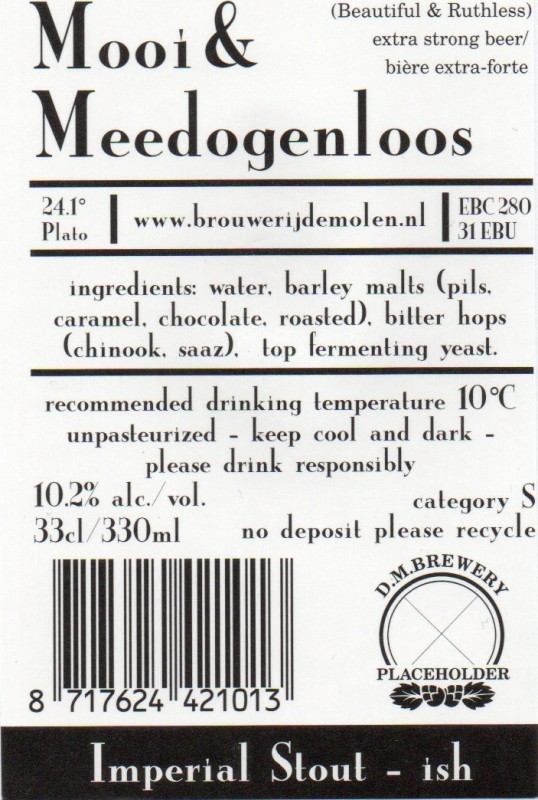 Mooi &
Meedogenloos
(Beautiful & Ruthless)
extra strong beer/
bière extra-forte
24.1°
Plato
www.brouwerijdemolen.nl
EBC 280
31 EBU
ingredients: water, barley malts (pils,
caramel, chocolate, roasted), bitter hops
(chinook, saaz), top fermenting yeast.
recommended drinking temperature 10°C
unpasteurized - keep cool and dark -
please drink responsibly
10.2% alc./vol.
33cl/330ml
category S
no deposit please recycle
8 717624 421013
D.M.BREWERY
PLACEHOLDER
Imperial Stout - ish